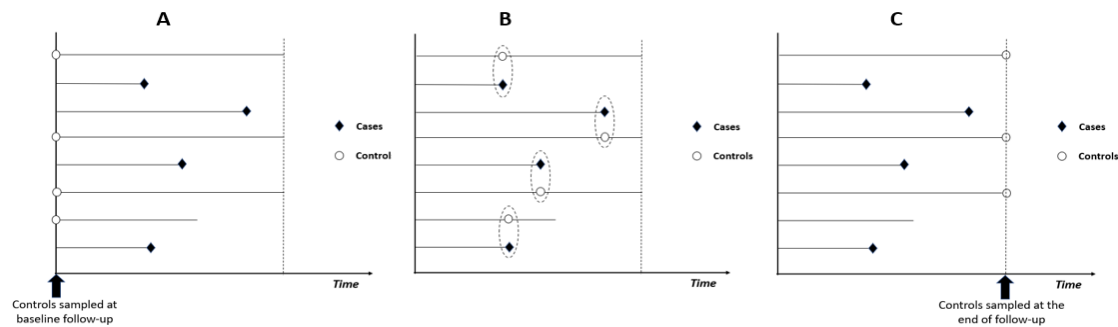 A
Cases
Control
Time
Controls sampled at
baseline follow-up
B
Cases
Controls
Time
C
Cases
Controls
Time
Controls sampled at the
end of follow-up